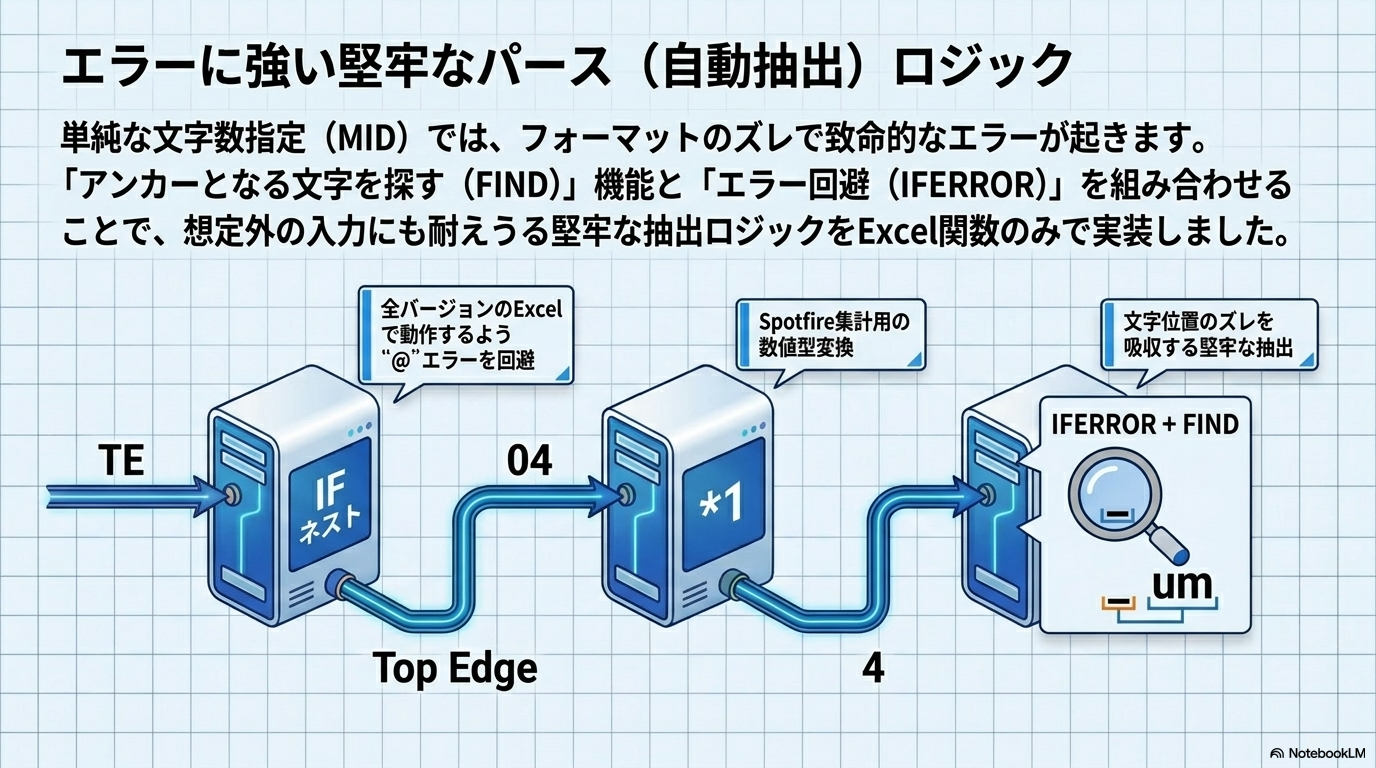 エラーに強い堅牢なパース（自動抽出）ロジック
単純な文字数指定（MID）では、フォーマットのズレで致命的なエラーが起きます。
「アンカーとなる文字を探す（FIND）」機能と「エラー回避（IFERROR）」を組み合わせる
ことで、想定外の入力にも耐えうる堅牢な抽出ロジックをExcel関数のみで実装しました。
全バージョンのExcel
で動作するよう
“@”エラーを回避
Spotfire集計用の
数値型変換
文字位置のズレを
吸収する堅牢な抽出
TE
IF
ネスト
Top Edge
04
*1
4
IFERROR + FIND
_
_ um
NotebookLM